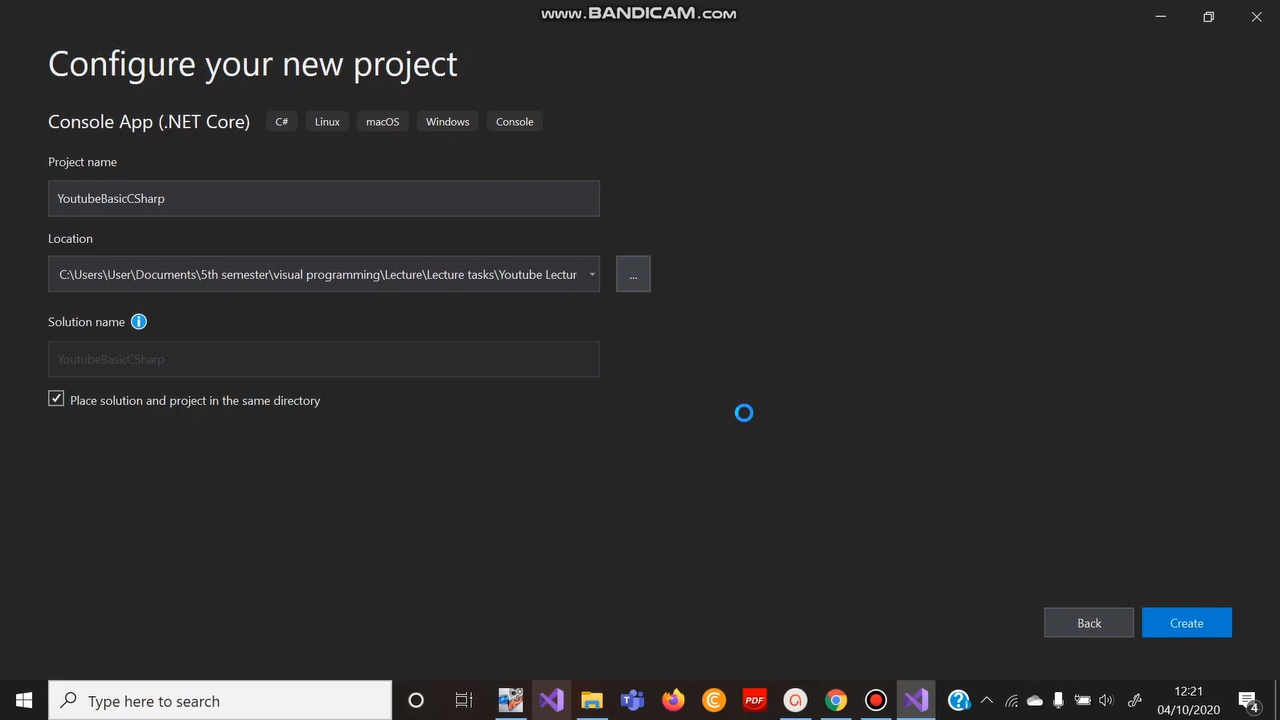 www.BANDICAM.com
Configure your new project
Console App (.NET Core) C# Linux macOS Windows Console
Project name
YoutubeBasicCSharp
Location
C:\Users\User\Documents\5th semester\visual programming\Lecture\Lecture tasks\Youtube Lectur
...
Solution name
YoutubeBasicCSharp
Place solution and project in the same directory
Back Create
Type here to search
PDF
12:21
04/10/2020
4